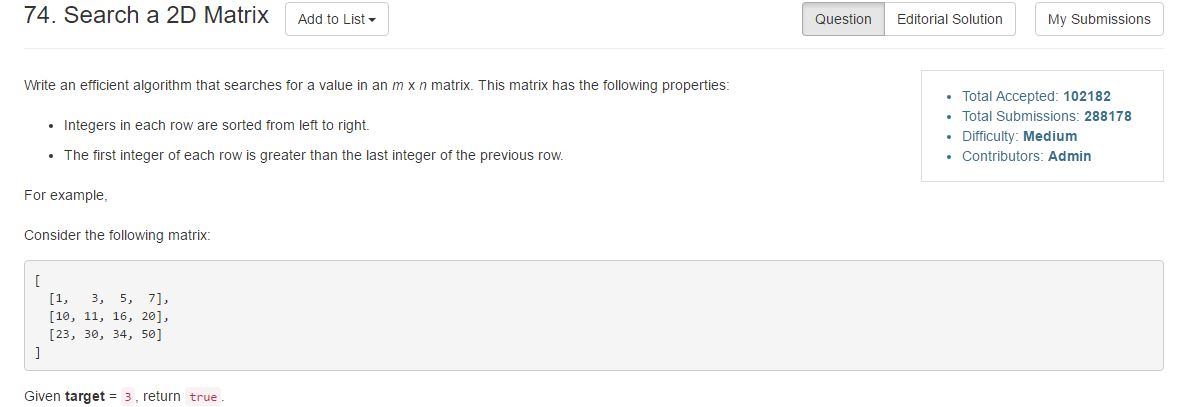 74. Search a 2D Matrix
Add to List
Question
Editorial Solution
My Submissions
Write an efficient algorithm that searches for a value in an m x n matrix. This matrix has the following properties:
• Integers in each row are sorted from left to right.
• The first integer of each row is greater than the last integer of the previous row.
For example,
Consider the following matrix:
[
[1, 3, 5, 7],
[10, 11, 16, 20],
[23, 30, 34, 50]
]
Given target = 3, return true.
• Total Accepted: 102182
• Total Submissions: 288178
• Difficulty: Medium
• Contributors: Admin